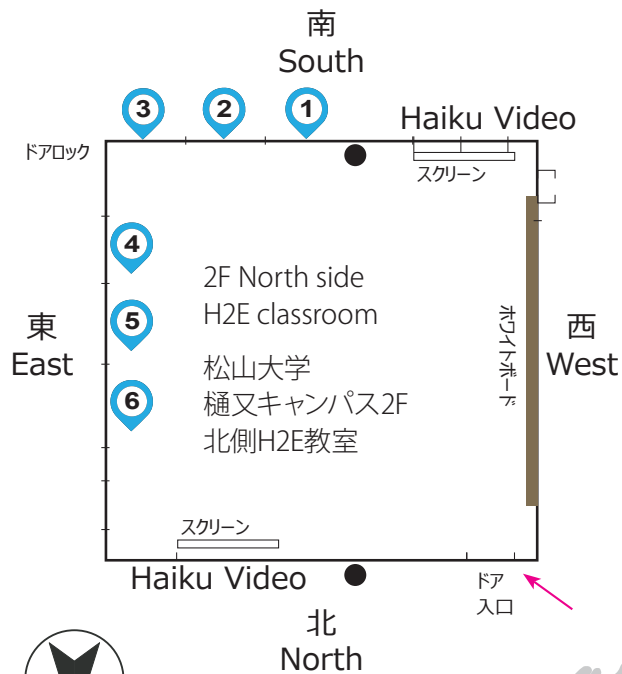 南
South
3
2
1
Haiku Video
ドアロック
スクリーン
4
2F North side
H2E classroom
5
東
East
ホワイトボード
西
West
松山大学
樋又キャンパス2F
北側H2E教室
6
スクリーン
Haiku Video
ドア
入口
北
North